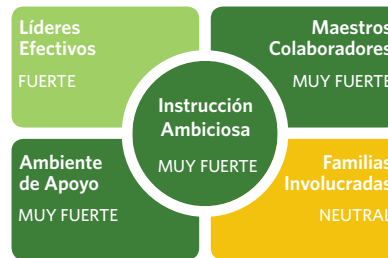 Líderes
Efectivos
FUERTE
Maestros
Colaboradores
MUY FUERTE
Instrucción
Ambiciosa
MUY FUERTE
Ambiente
de Apoyo
MUY FUERTE
Familias
Involucradas
NEUTRAL